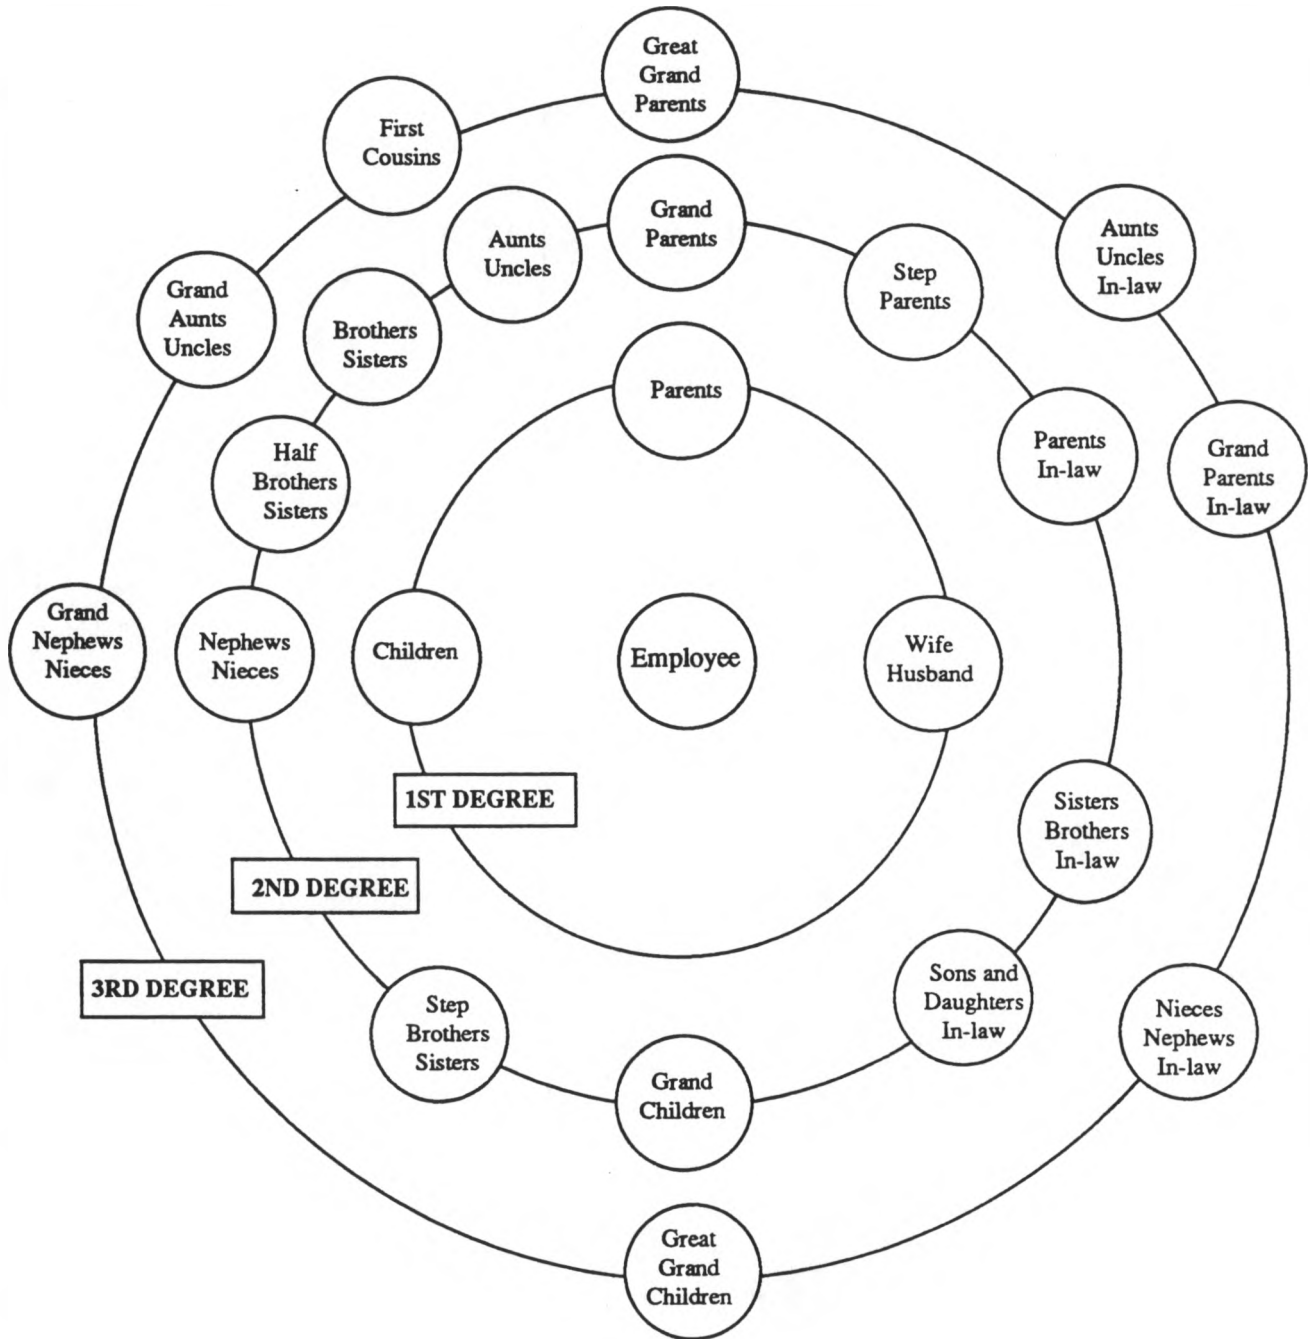 Great
Grand
Parents
First
Cousins
Aunts
Uncles
In-law
Grand
Parents
Aunts
Uncles
Step
Parents
Grand
Aunts
Uncles
Brothers
Sisters
Parents
Parents
In-law
Grand
Parents
In-law
Half
Brothers
Sisters
Grand
Nephews
Nieces
Nephews
Nieces
Children
Employee
Wife
Husband
1ST DEGREE
Sisters
Brothers
In-law
2ND DEGREE
3RD DEGREE
Sons and
Daughters
In-law
Step
Brothers
Sisters
Nieces
Nephews
In-law
Grand
Children
Great
Grand
Children